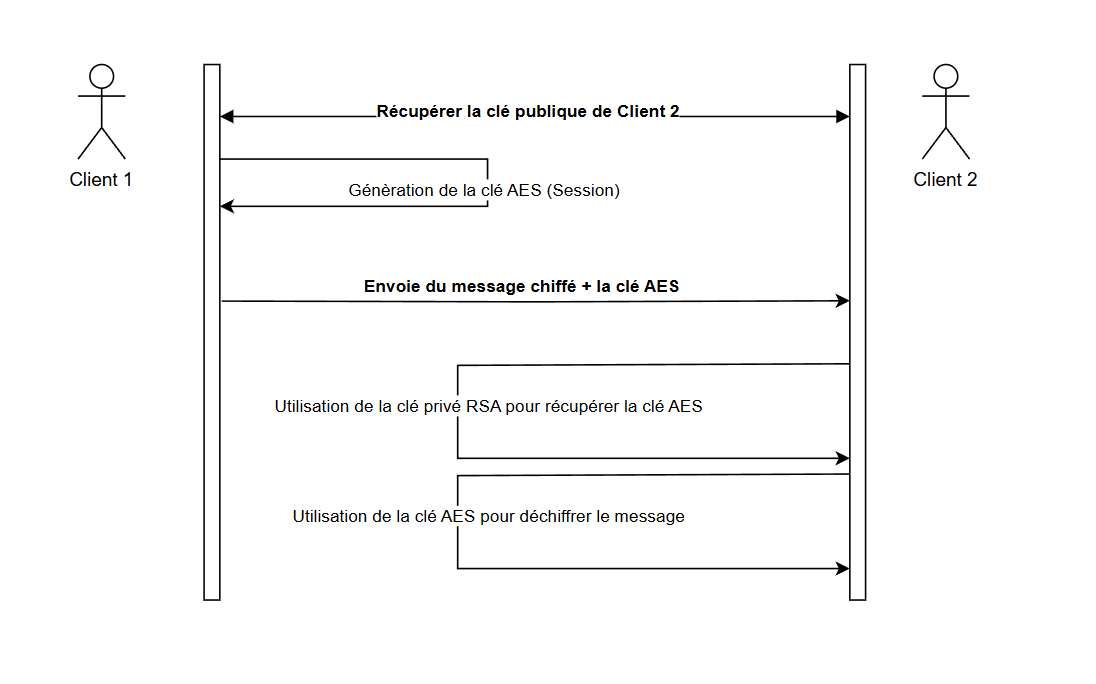 Récupérer la clé publique de Client 2
Client 1
Client 2
Génèration de la clé AES (Session)
Envoie du message chiffé + la clé AES
Utilisation de la clé privé RSA pour récupérer la clé AES
Utilisation de la clé AES pour déchiffrer le message